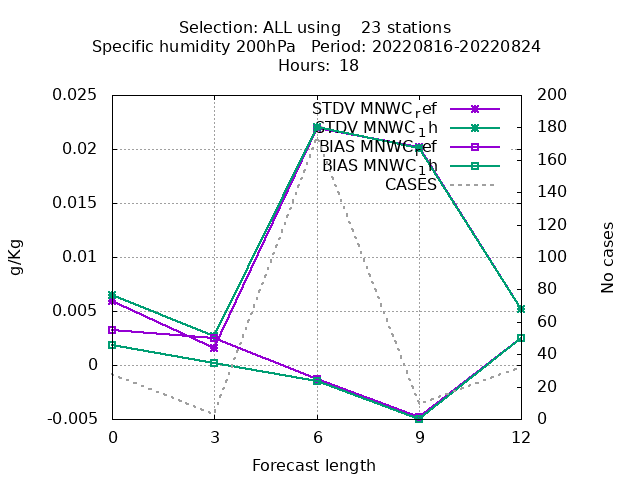 Selection: ALL using    23 stations
Specific humidity 200hPa   Period: 20220816-20220824
Hours:  18
0.025
0.02
0.015
0.01
0.005
0
-0.005
g/Kg
STDV MNWC_ref
STDV MNWC_1h
BIAS MNWC_ref
BIAS MNWC_1h
CASES
200
180
160
140
120
100
80
60
40
20
0
No cases
0 3 6 9 12
Forecast length